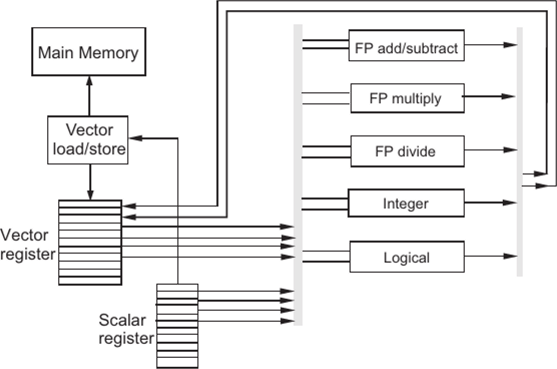 Main Memory
Vector
load/store
Vector
register
Scalar
register
FP add/subtract
FP multiply
FP divide
Integer
Logical